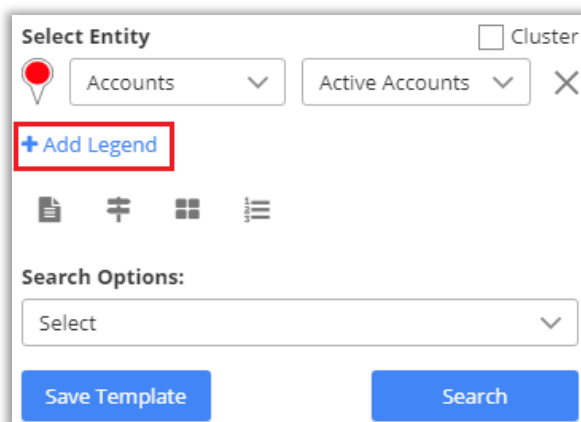 Select Entity Cluster
Accounts Active Accounts
+ Add Legend
Search Options:
Select
Save Template Search